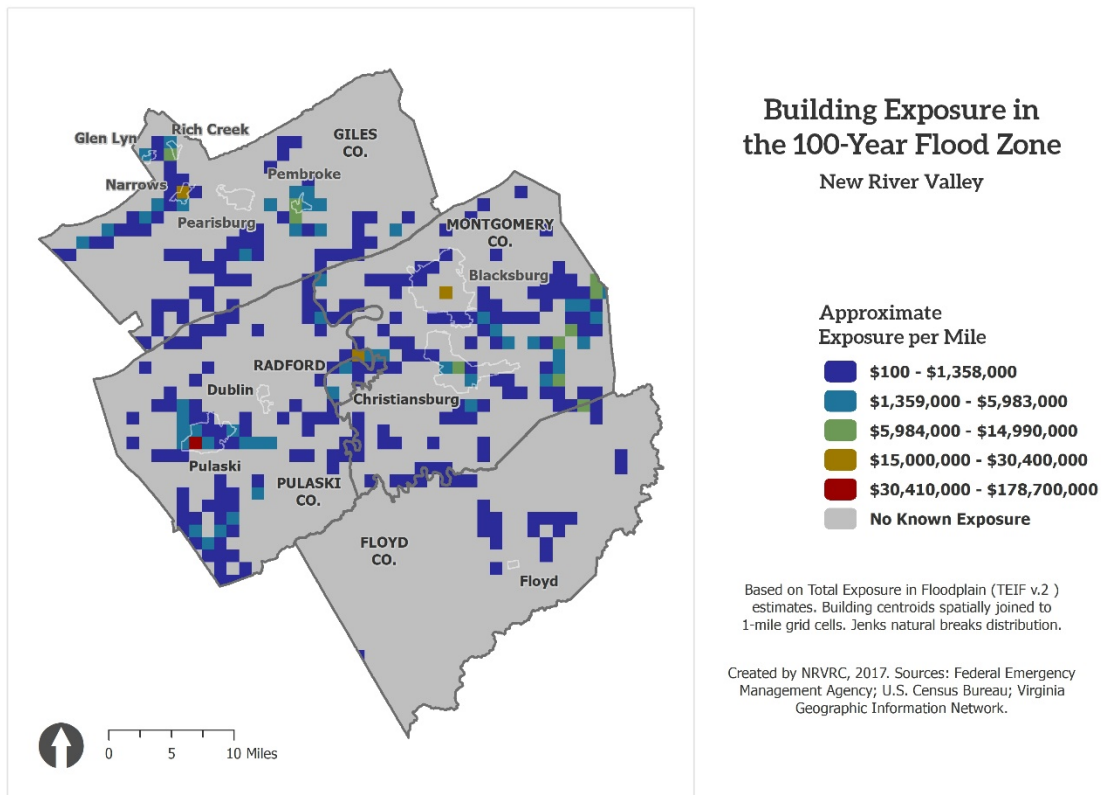 Building Exposure in
the 100-Year Flood Zone
New River Valley
Glen Lyn
Rich Creek
GILES
CO.
Narrows
Pembroke
Pearisburg
MONTGOMERY
CO.
Blacksburg
RADFORD
Dublin
Christiansburg
Pulaski
PULASKI
CO.
FLOYD
CO.
Floyd
0 5 10 Miles
Approximate
Exposure per Mile
$100 - $1,358,000
$1,359,000 - $5,983,000
$5,984,000 - $14,990,000
$15,000,000 - $30,400,000
$30,410,000 - $178,700,000
No Known Exposure
Based on Total Exposure in Floodplain (TEIF v.2 )
estimates. Building centroids spatially joined to
1-mile grid cells. Jenks natural breaks distribution.
Created by NRVRC, 2017. Sources: Federal Emergency
Management Agency; U.S. Census Bureau; Virginia
Geographic Information Network.